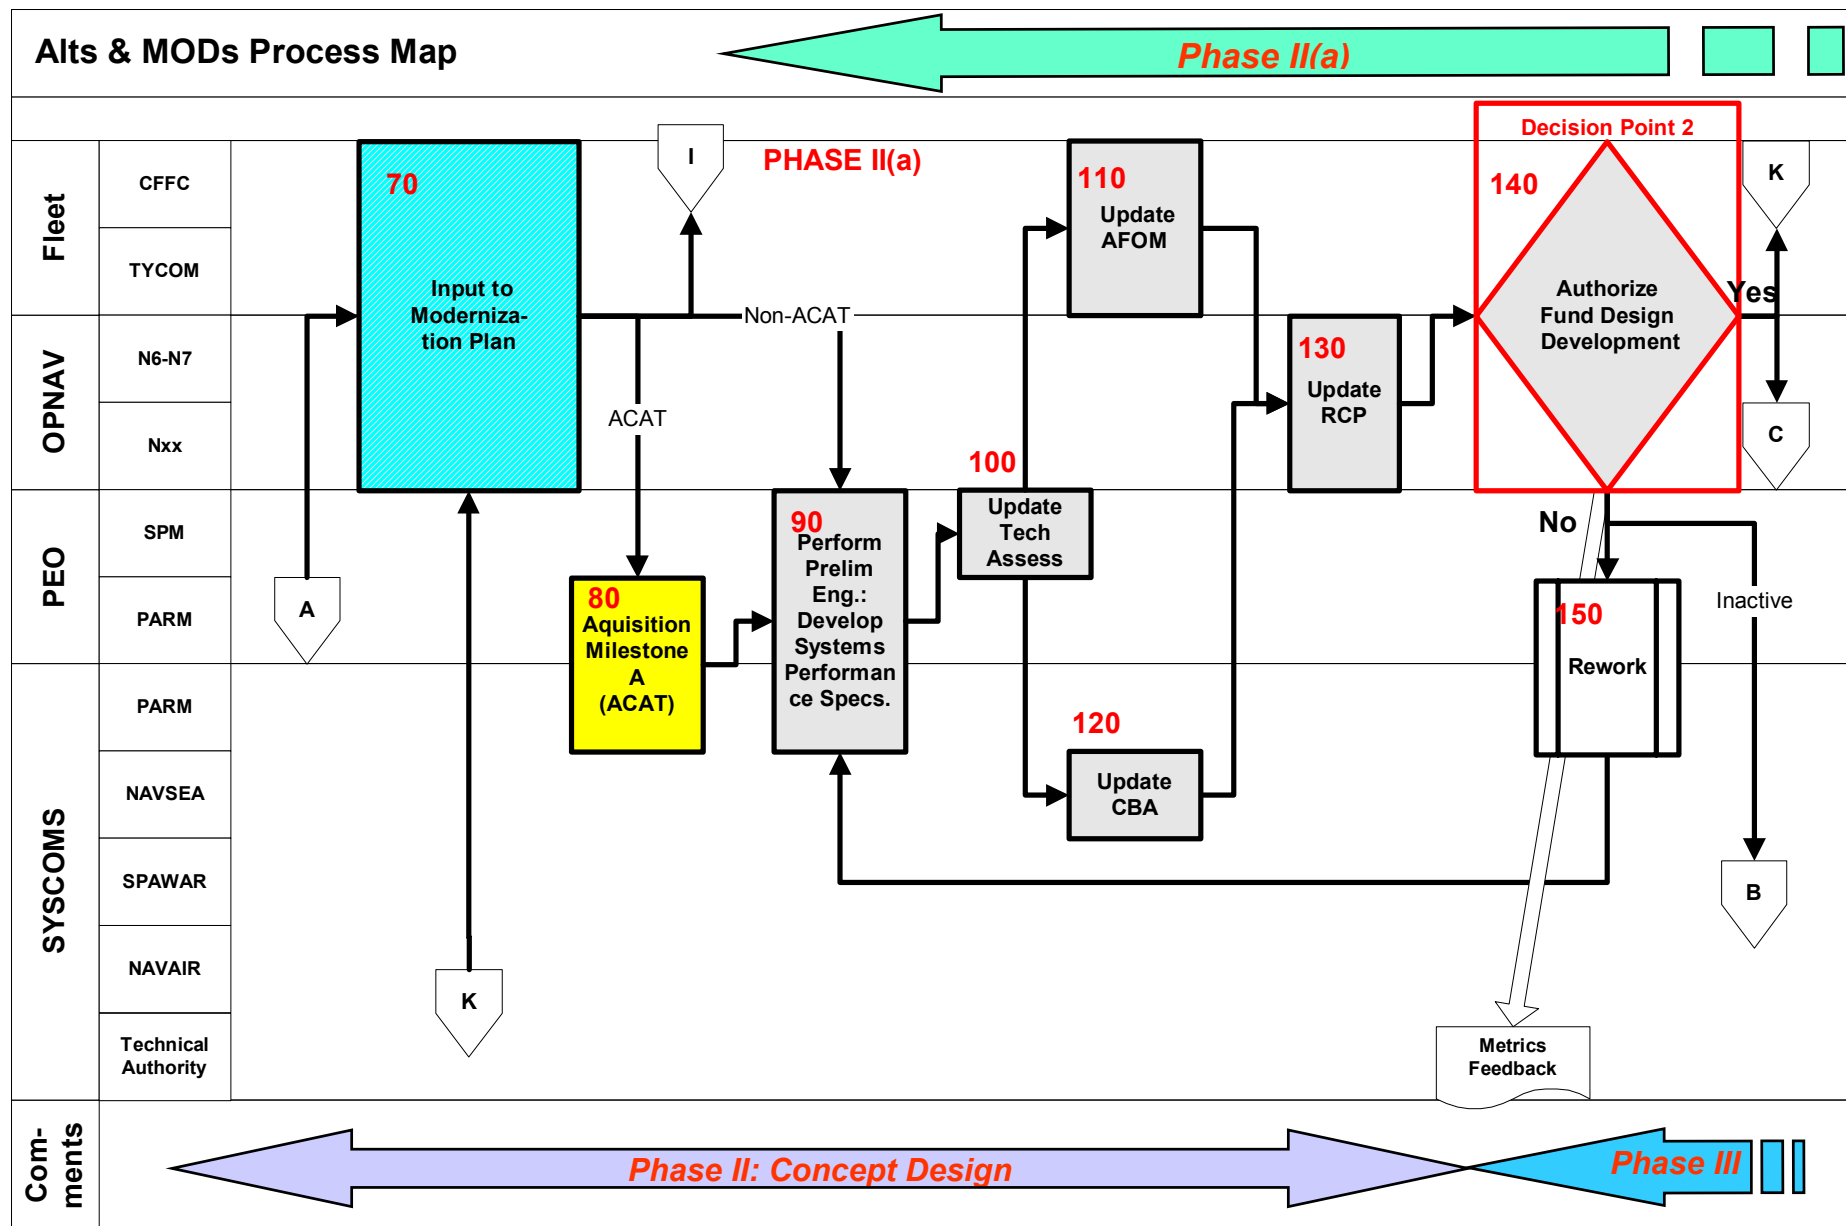 Alts & MODs Process Map
Phase II(a)
Decision Point 2
Fleet
CFFC
TYCOM
OPNAV
N6-N7
Nxx
PEO
SPM
PARM
SYSCOMS
PARM
NAVSEA
SPAWAR
NAVAIR
Technical
Authority
Com-
ments
70
Input to
Moderniza-
tion Plan
I
PHASE II(a)
Non-ACAT
ACAT
A
K
80
Aquisition
Milestone
A
(ACAT)
90
Perform
Prelim
Eng.:
Develop
Systems
Performan
ce Specs.
100
Update
Tech
Assess
110
Update
AFOM
120
Update
CBA
130
Update
RCP
140
Authorize
Fund Design
Development
Yes
K
C
No
150
Rework
Inactive
B
Metrics
Feedback
Phase II: Concept Design
Phase III